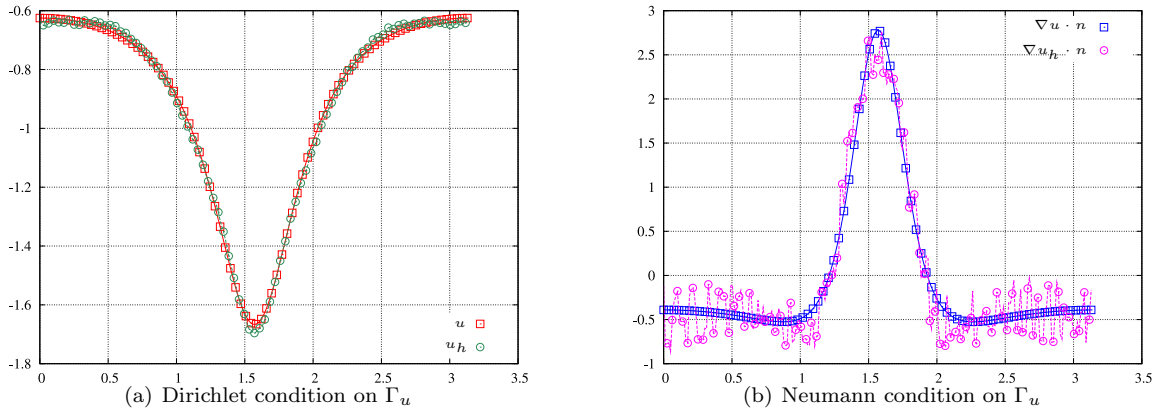 -0.6
-0.8
-1
-1.2
-1.4
-1.6
-1.8
0 0.5 1 1.5 2 2.5 3 3.5
u
u_h
(a) Dirichlet condition on Γ_u
3
2.5
2
1.5
1
0.5
0
-0.5
-1
0 0.5 1 1.5 2 2.5 3 3.5
∇u · n
∇u_h · n
(b) Neumann condition on Γ_u